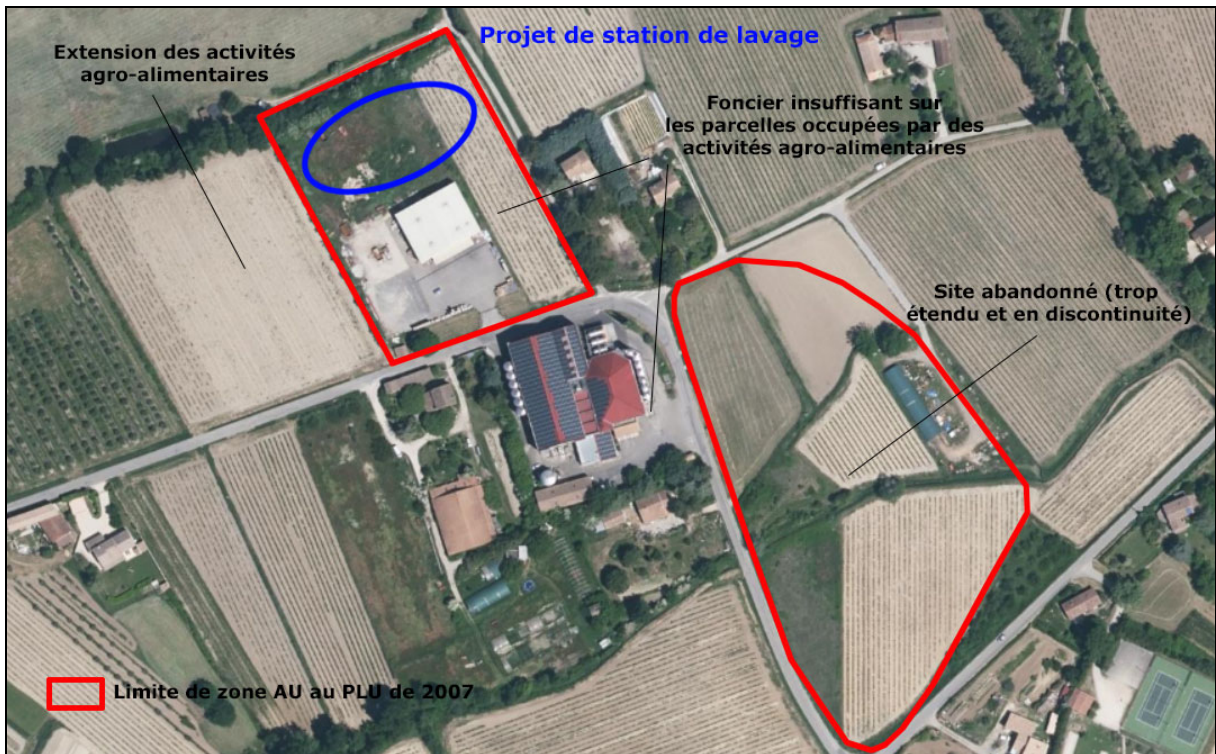 Projet de station de lavage
Extension des activités
agro-alimentaires
Foncier insuffisant sur
les parcelles occupées par des
activités agro-alimentaires
Site abandonné (trop
étendu et en discontinuité)
Limite de zone AU au PLU de 2007